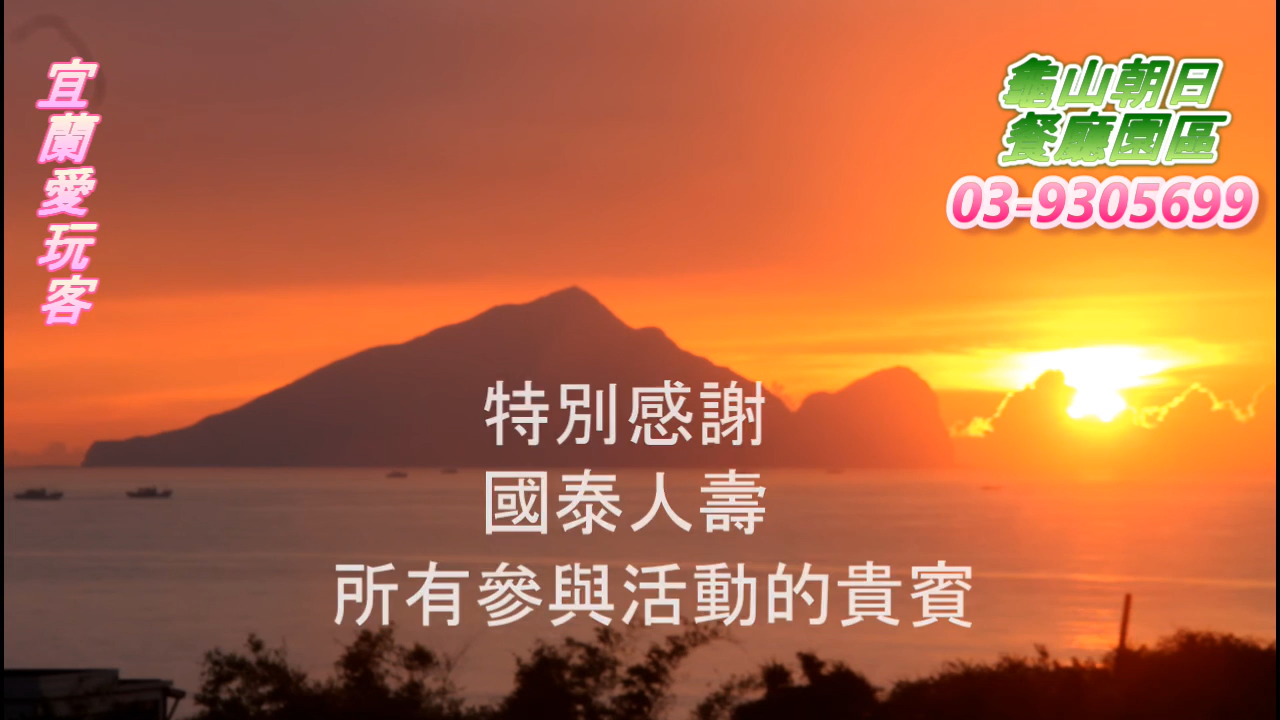 宜蘭愛玩客
龜山朝日
餐廳園區
03-9305699
特別感謝
國泰人壽
所有參與活動的貴賓